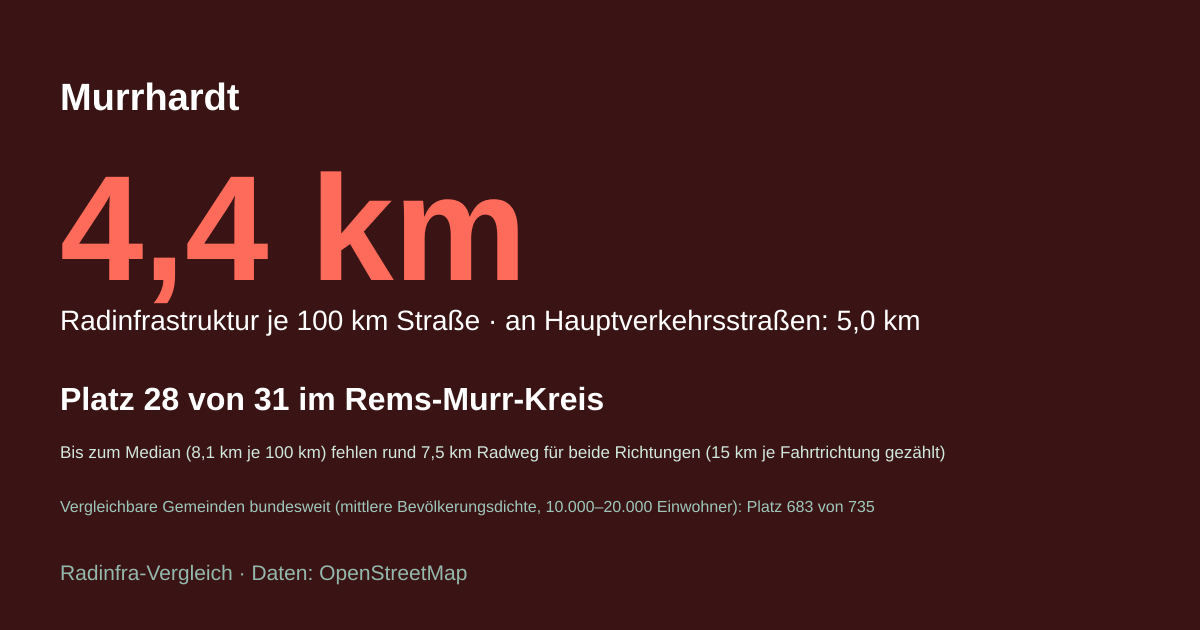 Murrhardt
4,4 km
Radinfrastruktur je 100 km Straße · an Hauptverkehrsstraßen: 5,0 km
Platz 28 von 31 im Rems-Murr-Kreis
Bis zum Median (8,1 km je 100 km) fehlen rund 7,5 km Radweg für beide Richtungen (15 km je Fahrtrichtung gezählt)
Vergleichbare Gemeinden bundesweit (mittlere Bevölkerungsdichte, 10.000–20.000 Einwohner): Platz 683 von 735
Radinfra-Vergleich · Daten: OpenStreetMap